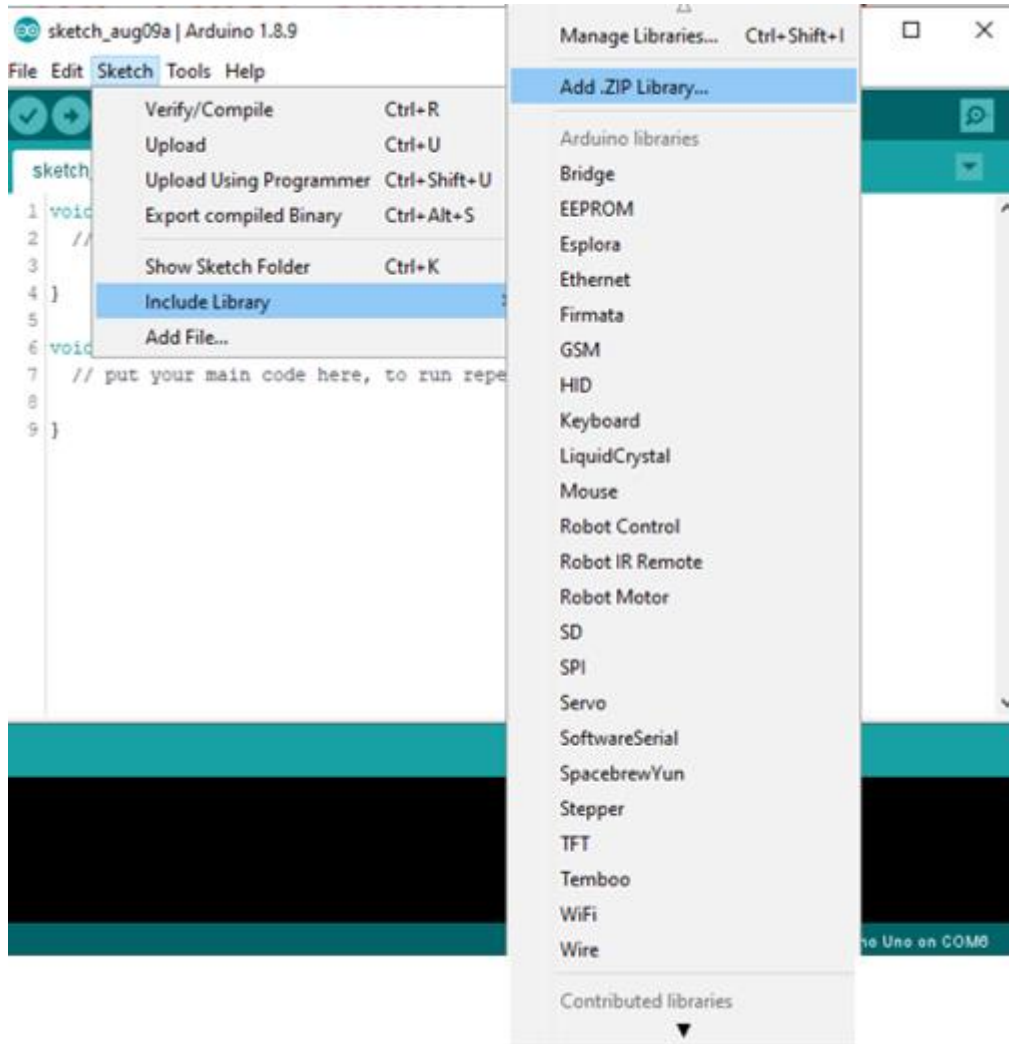 sketch_aug09a | Arduino 1.8.9
File Edit Sketch Tools Help
Verify/Compile Ctrl+R
Upload Ctrl+U
Upload Using Programmer Ctrl+Shift+U
Export compiled Binary Ctrl+Alt+S
Show Sketch Folder Ctrl+K
Include Library
Add File...
sketch
1 void
2 //
3
4 }
5
6 void
7 // put your main code here, to run repe
8
9 }
Manage Libraries... Ctrl+Shift+I
Add .ZIP Library...
Arduino libraries
Bridge
EEPROM
Esplora
Ethernet
Firmata
GSM
HID
Keyboard
LiquidCrystal
Mouse
Robot Control
Robot IR Remote
Robot Motor
SD
SPI
Servo
SoftwareSerial
SpacebrewYun
Stepper
TFT
Temboo
WiFi
Wire
Contributed libraries
no Uno on COM6